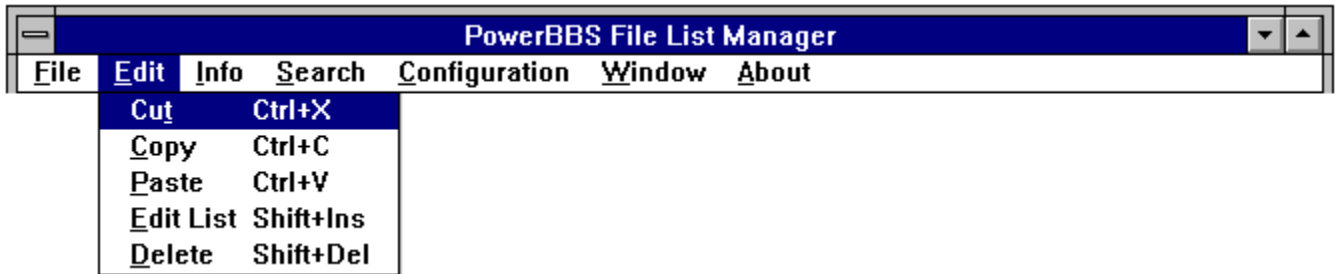 PowerBBS File List Manager
File Edit Info Search Configuration Window About
Cut Ctrl+X
Copy Ctrl+C
Paste Ctrl+V
Edit List Shift+Ins
Delete Shift+Del